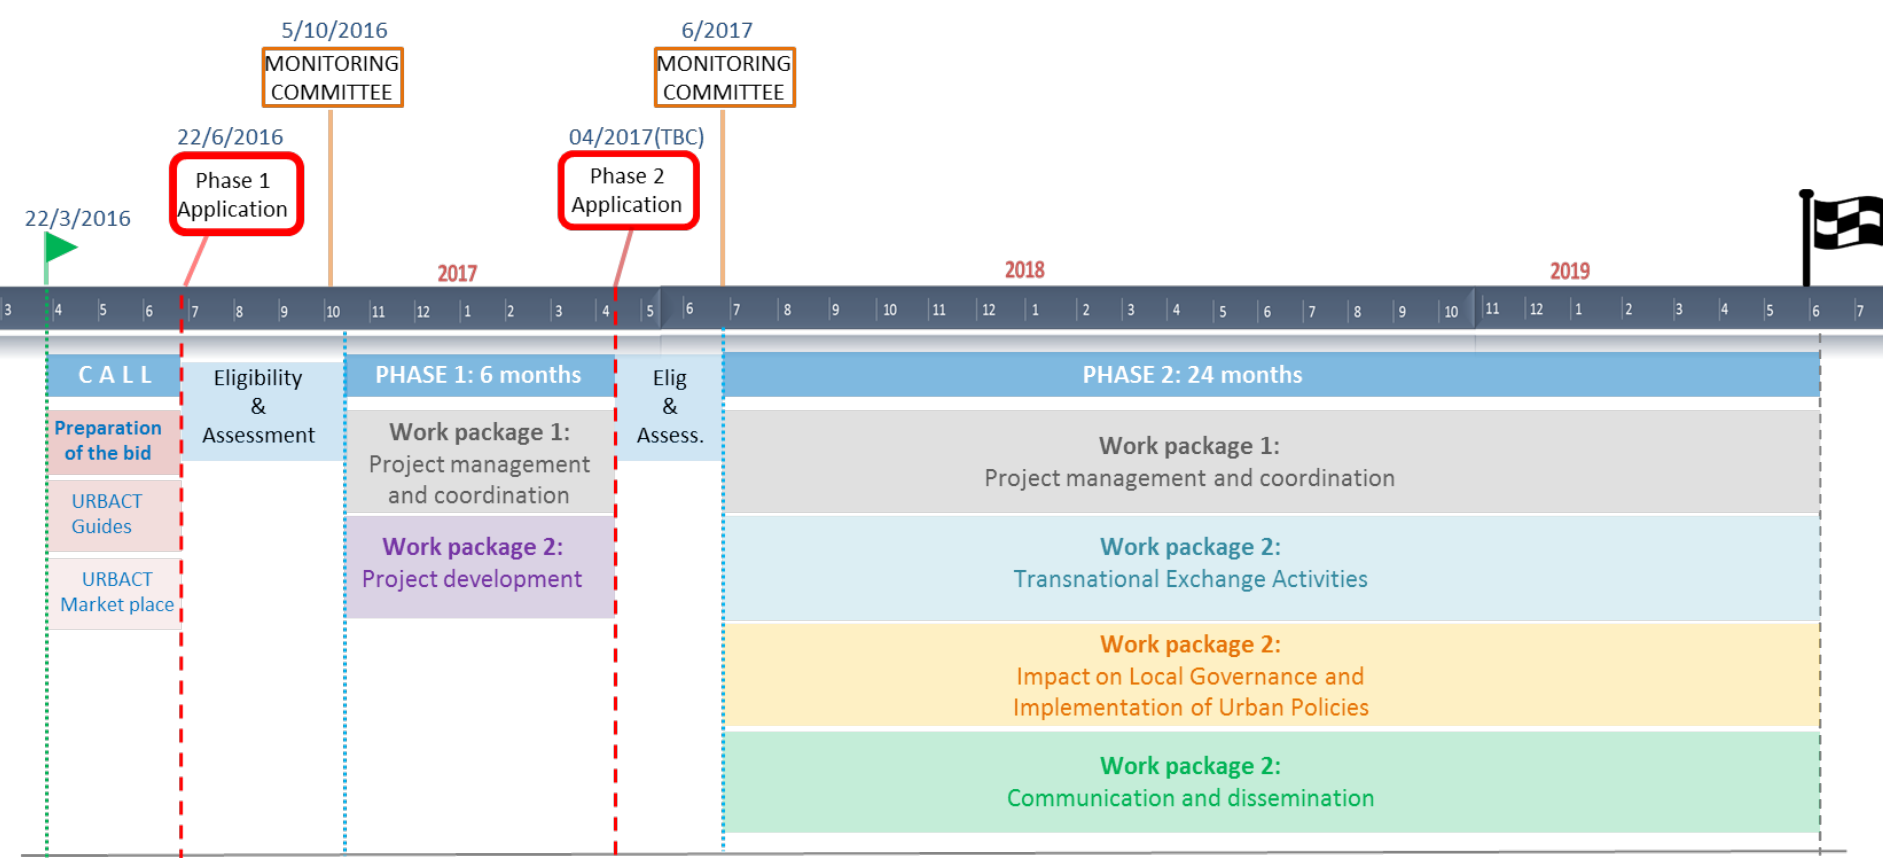 5/10/2016
MONITORING
COMMITTEE
6/2017
MONITORING
COMMITTEE
22/6/2016
Phase 1
Application
04/2017(TBC)
Phase 2
Application
22/3/2016
2017
2018
2019
3 4 5 6 7 8 9 10 11 12 1 2 3 4 5 6 7 8 9 10 11 12 1 2 3 4 5 6 7 8 9 10 11 12 1 2 3 4 5 6 7
CALL
Preparation
of the bid
URBACT
Guides
URBACT
Market place
Eligibility
&
Assessment
PHASE 1: 6 months
Work package 1:
Project management
and coordination
Work package 2:
Project development
Elig
&
Assess.
PHASE 2: 24 months
Work package 1:
Project management and coordination
Work package 2:
Transnational Exchange Activities
Work package 2:
Impact on Local Governance and
Implementation of Urban Policies
Work package 2:
Communication and dissemination